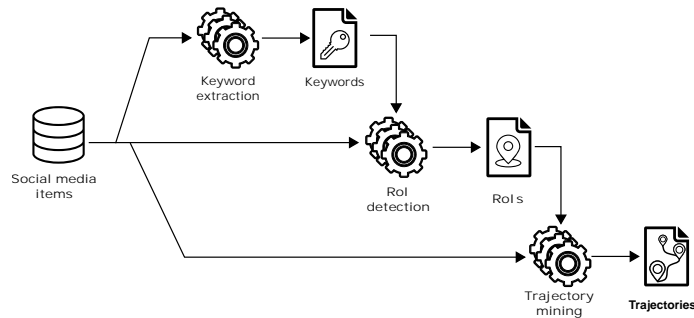 Keyword
extraction
Keywords
Social media
items
RoI
detection
RoIs
Trajectory
mining
Trajectories